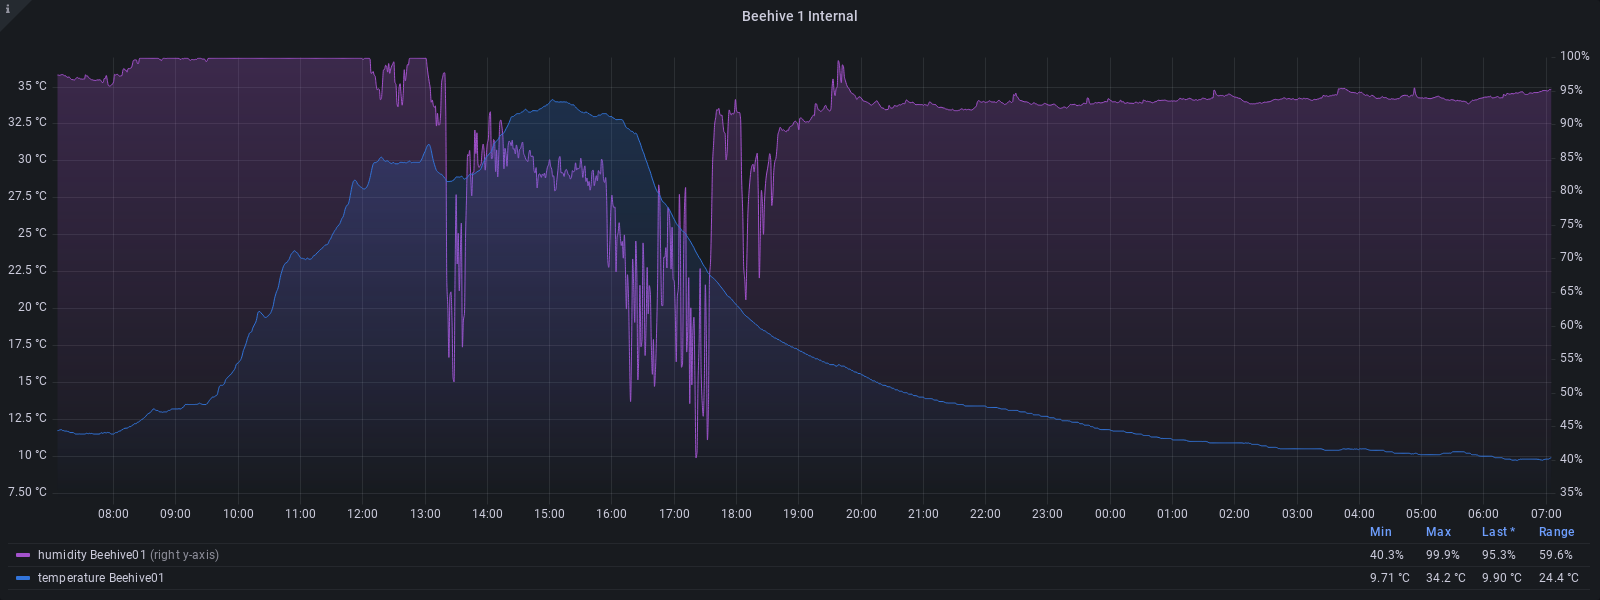 i
Beehive 1 Internal
35 °C
32.5 °C
30 °C
27.5 °C
25 °C
22.5 °C
20 °C
17.5 °C
15 °C
12.5 °C
10 °C
7.50 °C
100%
95%
90%
85%
80%
75%
70%
65%
60%
55%
50%
45%
40%
35%
08:00 09:00 10:00 11:00 12:00 13:00 14:00 15:00 16:00 17:00 18:00 19:00 20:00 21:00 22:00 23:00 00:00 01:00 02:00 03:00 04:00 05:00 06:00 07:00
Min Max Last * Range
humidity Beehive01 (right y-axis) 40.3% 99.9% 95.3% 59.6%
temperature Beehive01 9.71 °C 34.2 °C 9.90 °C 24.4 °C